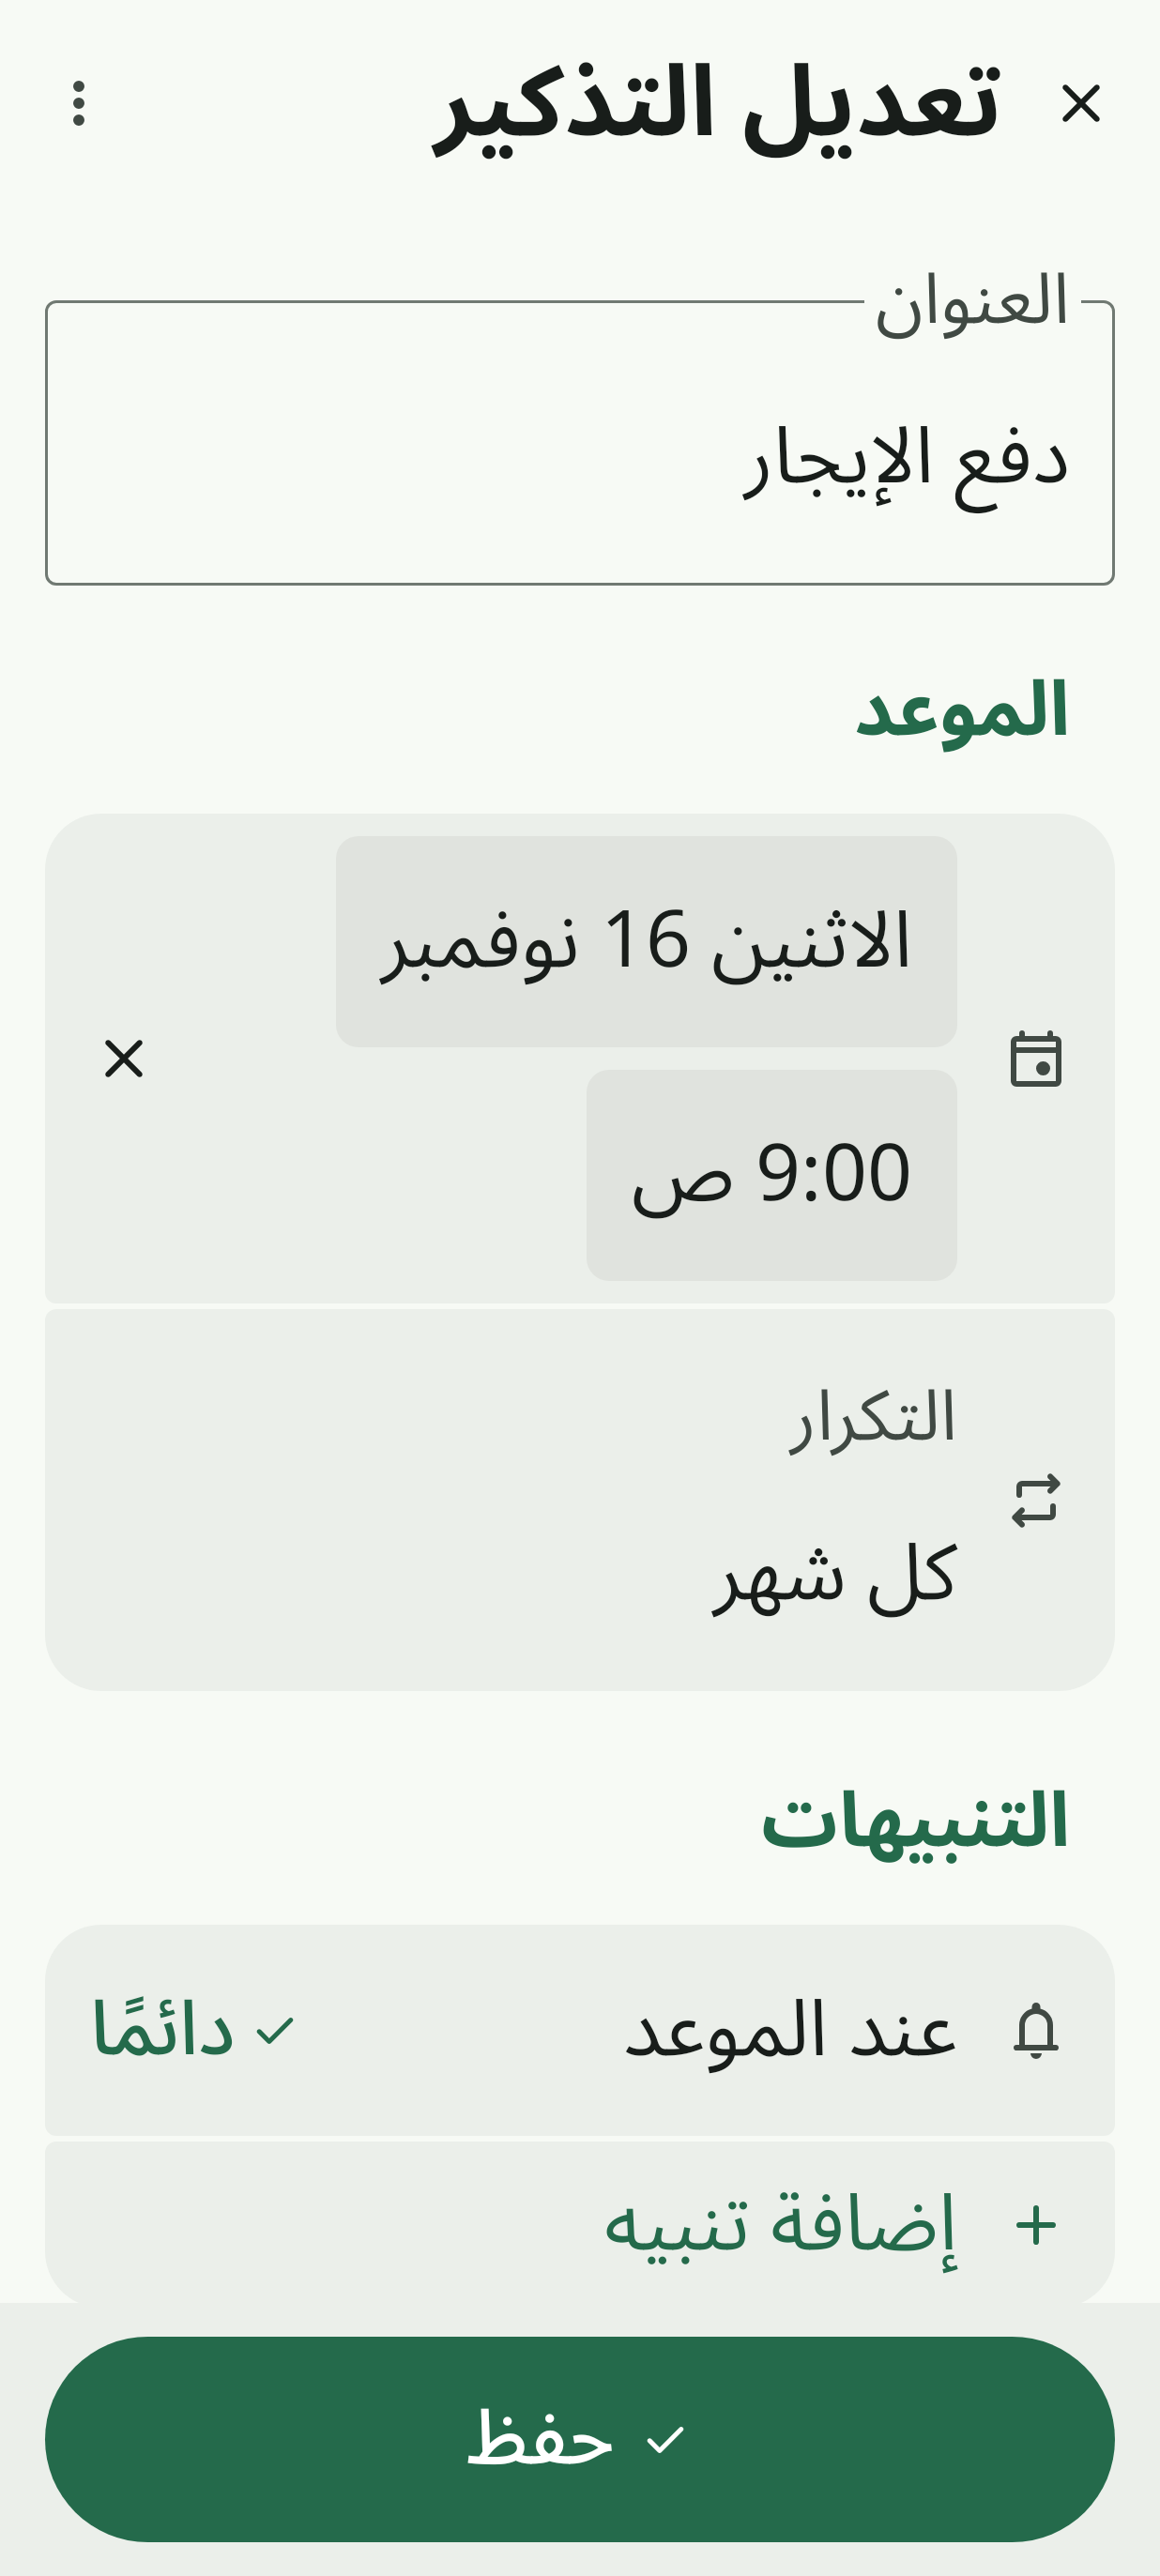 تعديل التذكير
العنوان
دفع الإيجار
الموعد
الاثنين 16 نوفمبر
9:00 ص
التكرار
كل شهر
التنبيهات
عند الموعد
دائمًا
إضافة تنبيه
حفظ